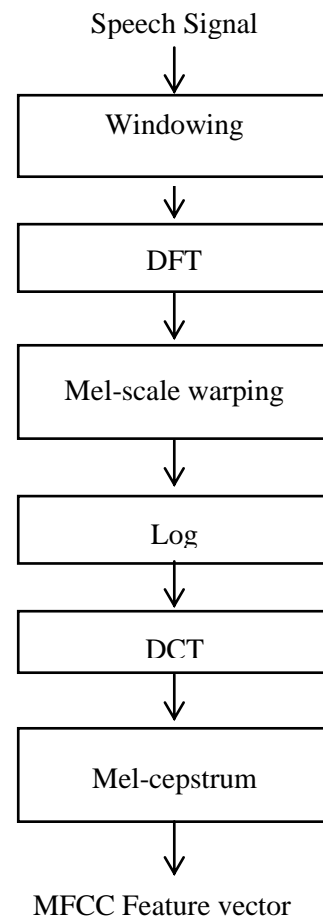 Speech Signal
Windowing
DFT
Mel-scale warping
Log
DCT
Mel-cepstrum
MFCC Feature vector